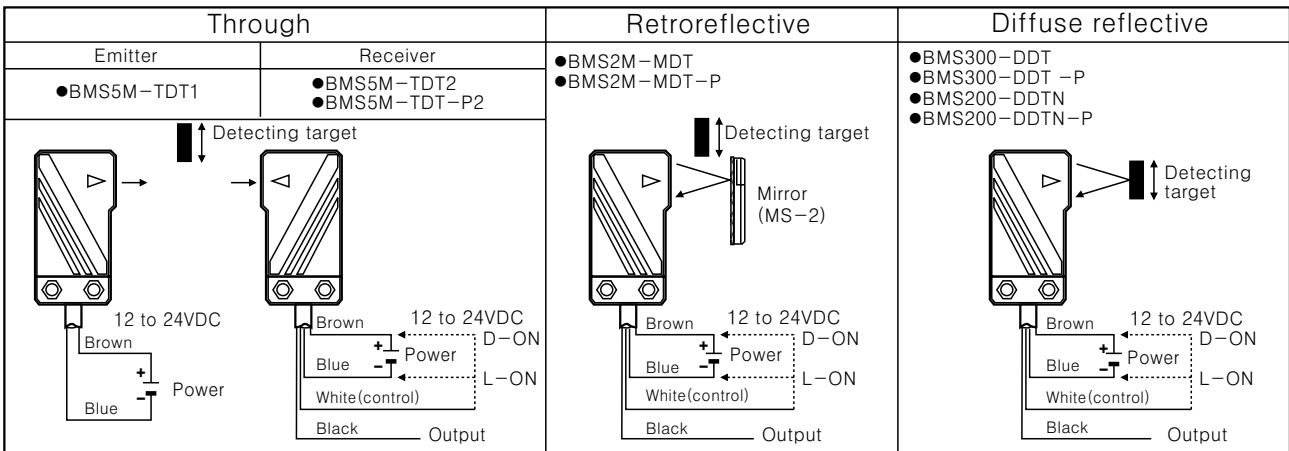 Through
Emitter
Receiver
●BMS5M-TDT1
●BMS5M-TDT2
●BMS5M-TDT-P2
Detecting target
12 to 24VDC
Brown
+
-
Power
Blue
Brown
12 to 24VDC
D-ON
+
-
Power
Blue
L-ON
White(control)
Black
Output
Retroreflective
●BMS2M-MDT
●BMS2M-MDT-P
Detecting target
Mirror
(MS-2)
Brown
12 to 24VDC
D-ON
+
-
Power
Blue
L-ON
White(control)
Black
Output
Diffuse reflective
●BMS300-DDT
●BMS300-DDT -P
●BMS200-DDTN
●BMS200-DDTN-P
Detecting
target
Brown
12 to 24VDC
D-ON
+
-
Power
Blue
L-ON
White(control)
Black
Output